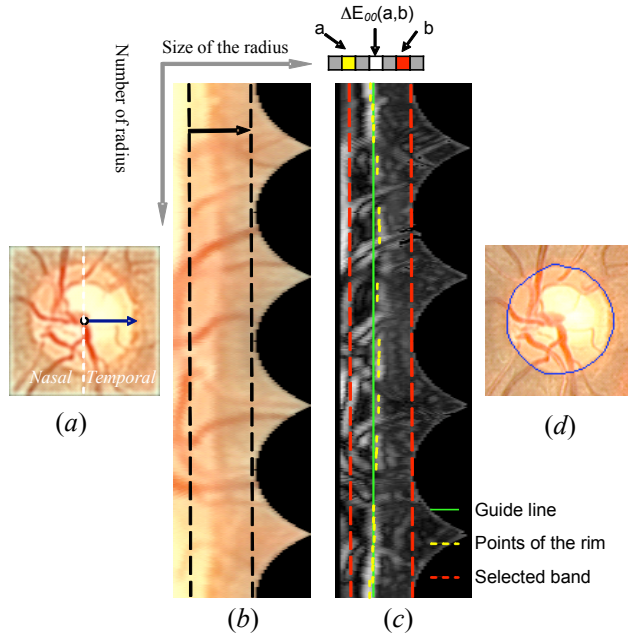 a
ΔE00(a,b)
b
Size of the radius
Number of radius
Nasal
Temporal
(a)
(d)
Guide line
Points of the rim
Selected band
(b)
(c)